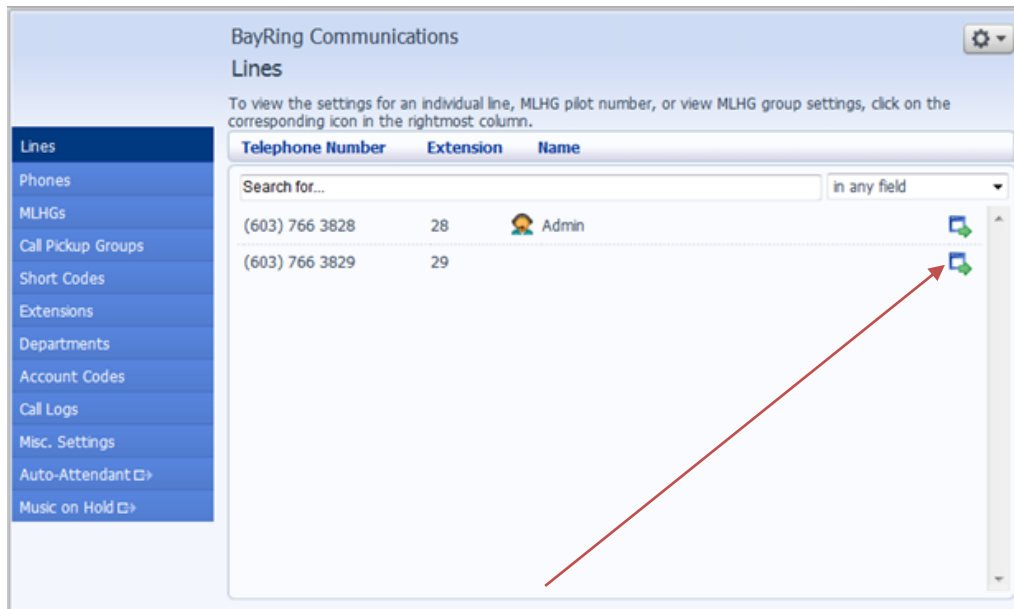 BayRing Communications
Lines
To view the settings for an individual line, MLHG pilot number, or view MLHG group settings, click on the
corresponding icon in the rightmost column.
Telephone Number Extension Name
Search for... in any field
(603) 766 3828 28 Admin
(603) 766 3829 29
Lines
Phones
MLHGs
Call Pickup Groups
Short Codes
Extensions
Departments
Account Codes
Call Logs
Misc. Settings
Auto-Attendant
Music on Hold